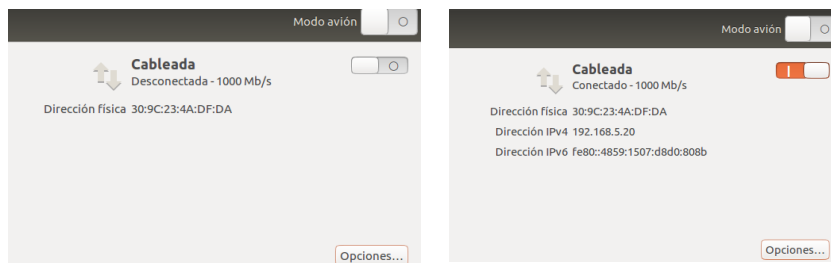 Modo avión
Cableada
Desconectada - 1000 Mb/s
Dirección física 30:9C:23:4A:DF:DA
Opciones...
Modo avión
Cableada
Conectado - 1000 Mb/s
Dirección física 30:9C:23:4A:DF:DA
Dirección IPv4 192.168.5.20
Dirección IPv6 fe80::4859:1507:d8d0:808b
Opciones...